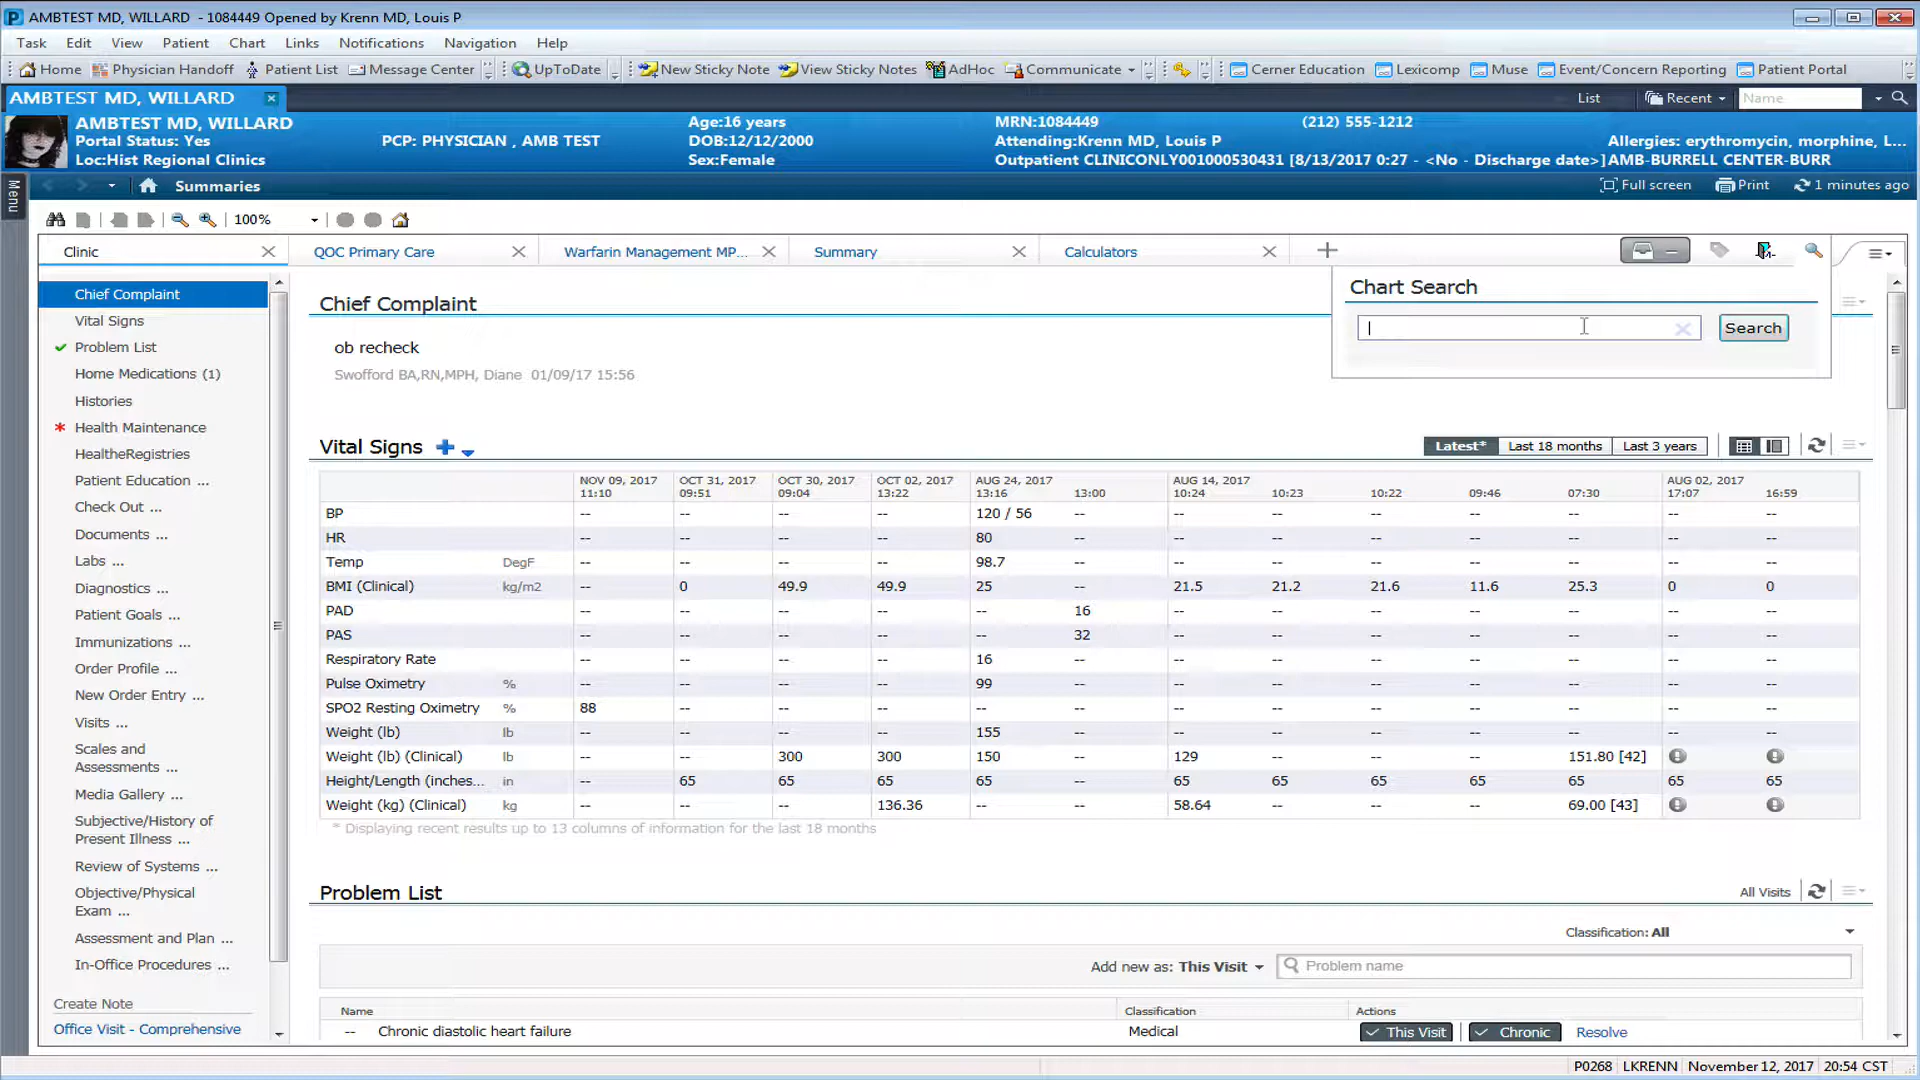 AMBTEST MD, WILLARD - 1084449 Opened by Krenn MD, Louis P
Task Edit View Patient Chart Links Notifications Navigation Help
Home Physician Handoff Patient List Message Center UpToDate New Sticky Note View Sticky Notes AdHoc Communicate Cerner Education Lexicomp Muse Event/Concern Reporting Patient Portal
AMBTEST MD, WILLARD List Recent Name
AMBTEST MD, WILLARD Age:16 years MRN:1084449 (212) 555-1212
Portal Status: Yes PCP: PHYSICIAN , AMB TEST DOB:12/12/2000 Attending:Krenn MD, Louis P Allergies: erythromycin, morphine, L...
Loc:Hist Regional Clinics Sex:Female Outpatient CLINICONLY001000530431 [8/13/2017 0:27 - <No - Discharge date>] AMB-BURRELL CENTER-BURR
Menu
Summaries Full screen Print 1 minutes ago
100%
Clinic QOC Primary Care Warfarin Management MP... Summary Calculators
Chief Complaint
Vital Signs
Problem List
Home Medications (1)
Histories
Health Maintenance
HealtheRegistries
Patient Education ...
Check Out ...
Documents ...
Labs ...
Diagnostics ...
Patient Goals ...
Immunizations ...
Order Profile ...
New Order Entry ...
Visits ...
Scales and
Assessments ...
Media Gallery ...
Subjective/History of
Present Illness ...
Review of Systems ...
Objective/Physical
Exam ...
Assessment and Plan ...
In-Office Procedures ...
Create Note
Office Visit - Comprehensive
Chart Search
Search
Chief Complaint
ob recheck
Swofford BA,RN,MPH, Diane 01/09/17 15:56
Vital Signs Latest* Last 18 months Last 3 years
NOV 09, 2017 OCT 31, 2017 OCT 30, 2017 OCT 02, 2017 AUG 24, 2017 AUG 14, 2017 AUG 02, 2017
11:10 09:51 09:04 13:22 13:16 13:00 10:24 10:23 10:22 09:46 07:30 17:07 16:59
BP -- -- -- -- 120 / 56 -- -- -- -- -- -- -- --
HR -- -- -- -- 80 -- -- -- -- -- -- -- --
Temp DegF -- -- -- -- 98.7 -- -- -- -- -- -- -- --
BMI (Clinical) kg/m2 -- 0 49.9 49.9 25 -- 21.5 21.2 21.6 11.6 25.3 0 0
PAD -- -- -- -- -- 16 -- -- -- -- -- -- --
PAS -- -- -- -- -- 32 -- -- -- -- -- -- --
Respiratory Rate -- -- -- -- 16 -- -- -- -- -- -- -- --
Pulse Oximetry % -- -- -- -- 99 -- -- -- -- -- -- -- --
SPO2 Resting Oximetry % 88 -- -- -- -- -- -- -- -- -- -- -- --
Weight (lb) lb -- -- -- -- 155 -- -- -- -- -- -- -- --
Weight (lb) (Clinical) lb -- -- 300 300 150 -- 129 -- -- -- 151.80 [42]
Height/Length (inches... in -- 65 65 65 65 -- 65 65 65 65 65 65 65
Weight (kg) (Clinical) kg -- -- -- 136.36 -- -- 58.64 -- -- -- 69.00 [43]
* Displaying recent results up to 13 columns of information for the last 18 months
Problem List All Visits
Classification: All
Add new as: This Visit Problem name
Name Classification Actions
-- Chronic diastolic heart failure Medical This Visit Chronic Resolve
P0268 LKRENN November 12, 2017 20:54 CST